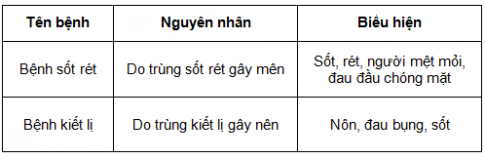 Tên bệnh Nguyên nhân Biểu hiện
Bệnh sốt rét Do trùng sốt rét gây mên Sốt, rét, người mệt mỏi,
đau đầu chóng mặt
Bệnh kiết lị Do trùng kiết lị gây nên Nôn, đau bụng, sốt